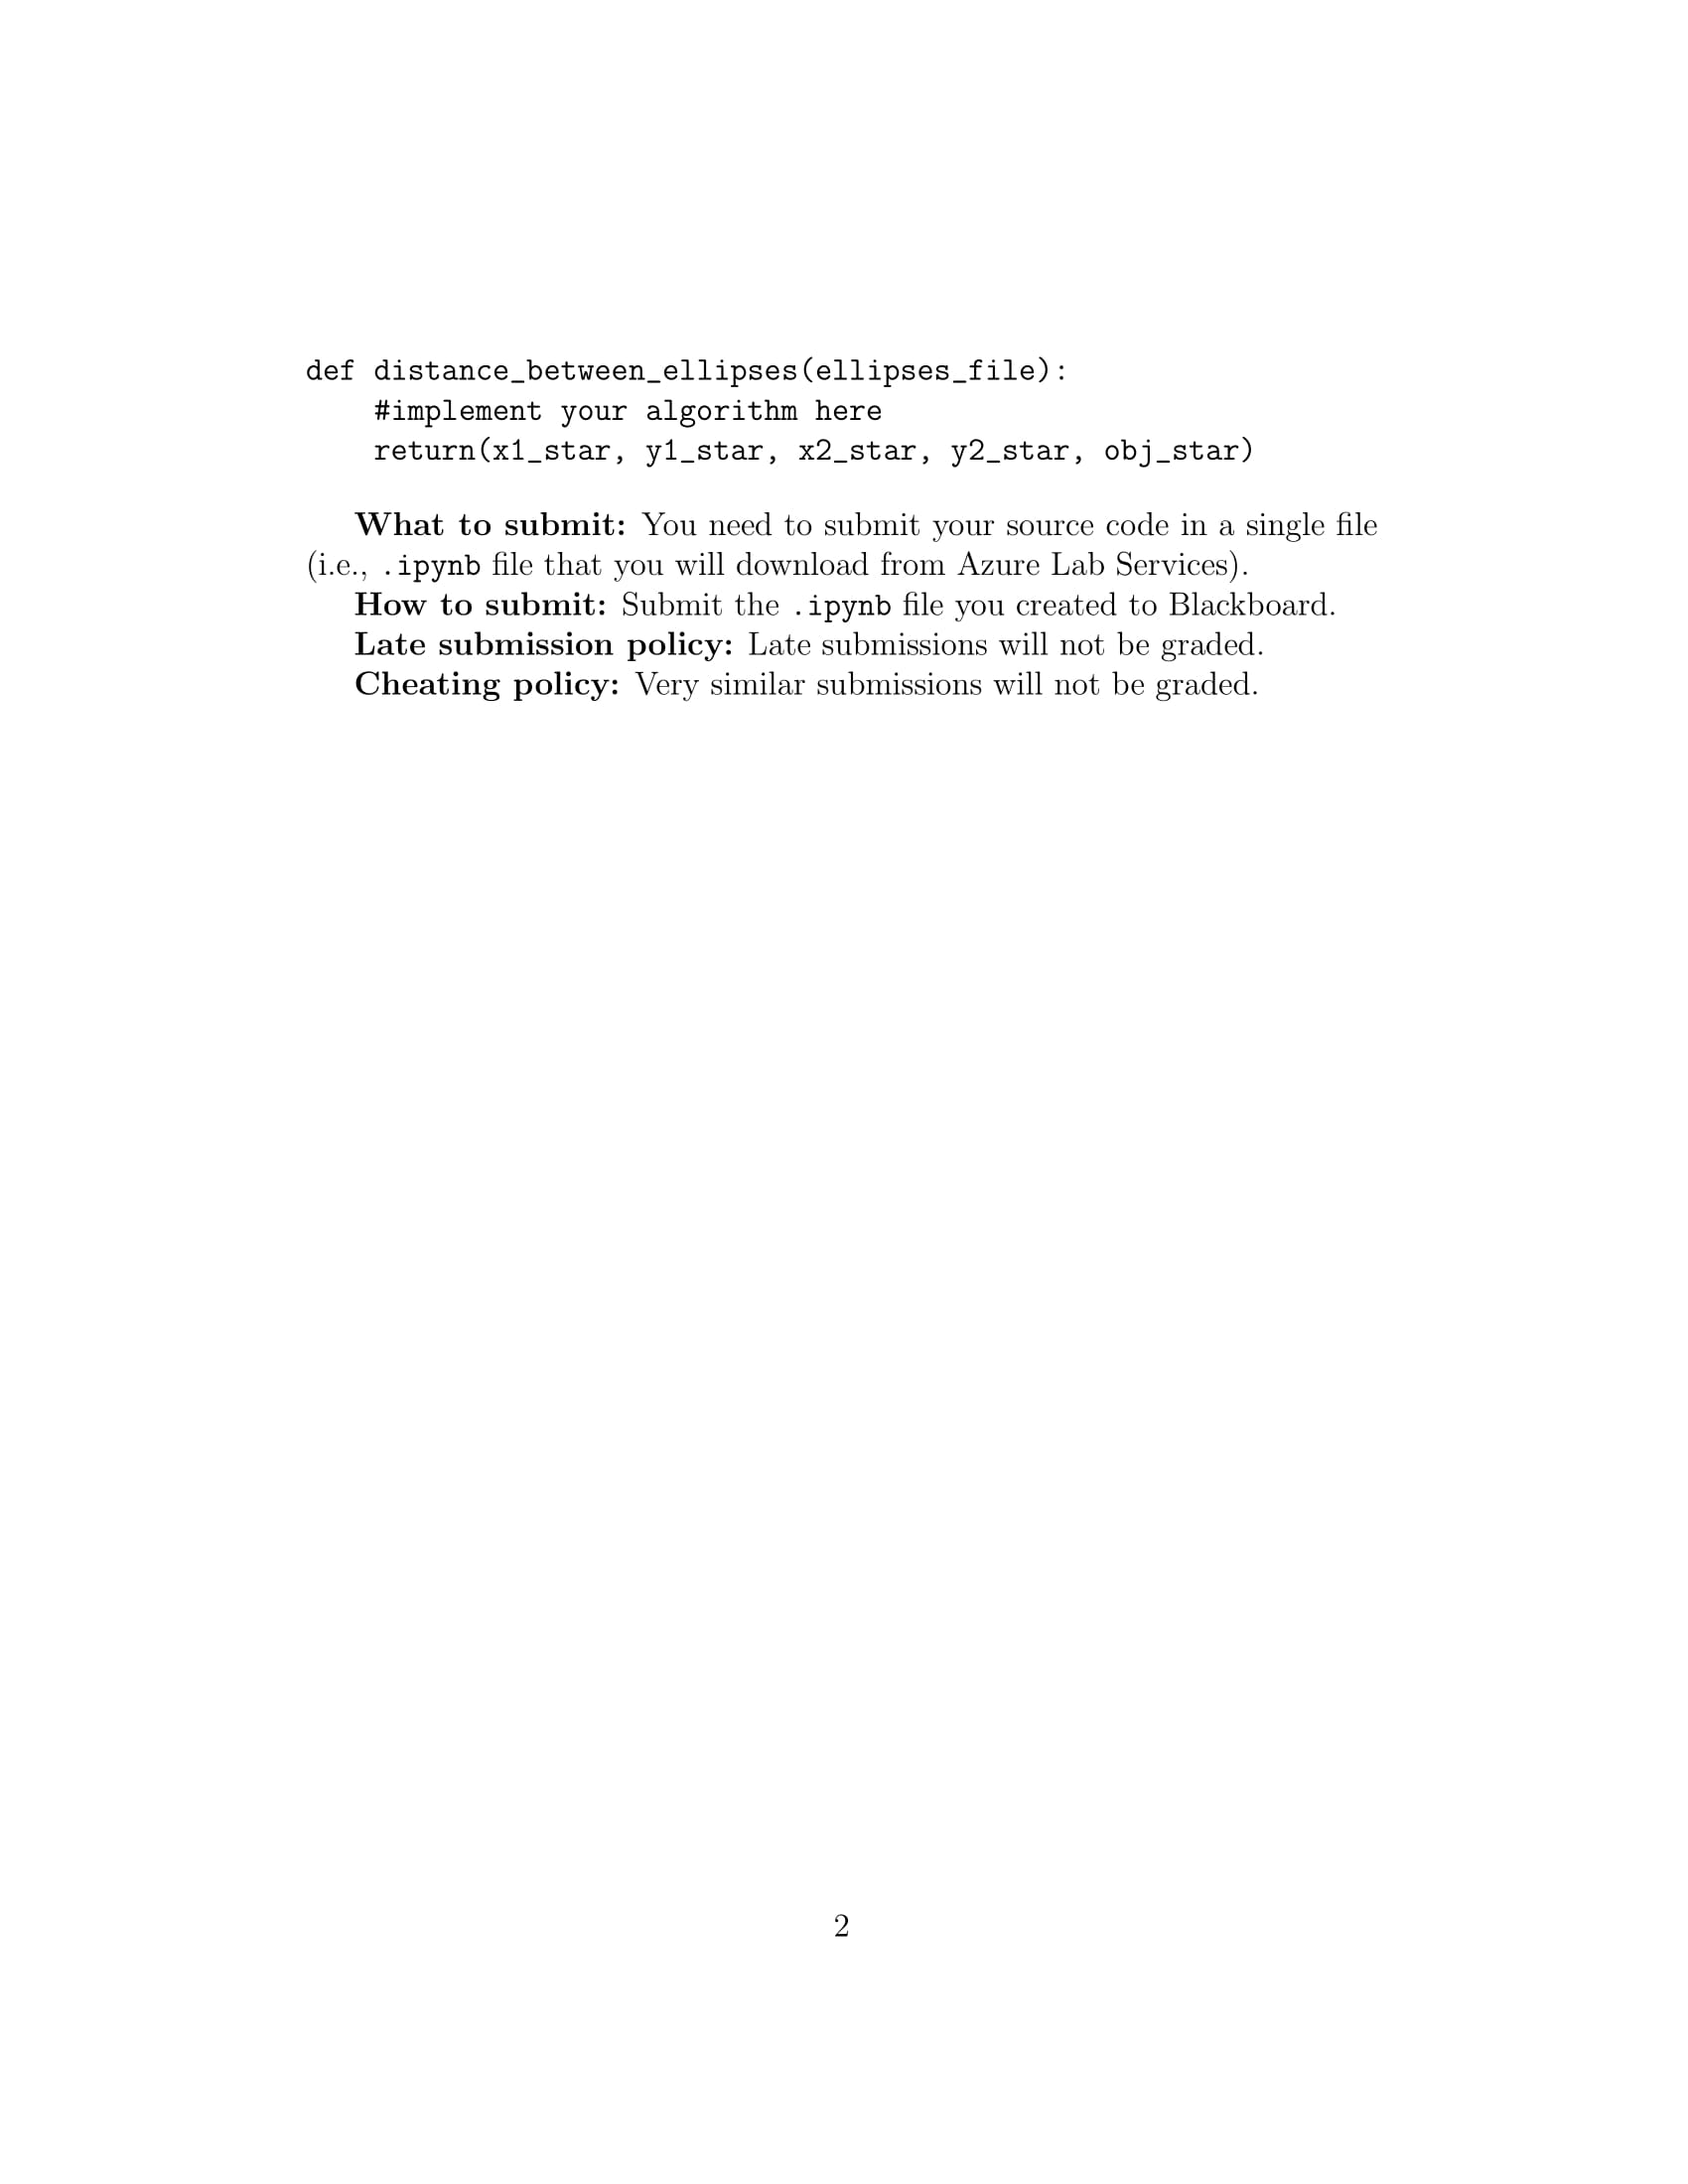 def distance_between_ellipses(ellipses_file):
    #implement your algorithm here
    return(x1_star, y1_star, x2_star, y2_star, obj_star)
What to submit: You need to submit your source code in a single file
(i.e., .ipynb file that you will download from Azure Lab Services).
How to submit: Submit the .ipynb file you created to Blackboard.
Late submission policy: Late submissions will not be graded.
Cheating policy: Very similar submissions will not be graded.
2